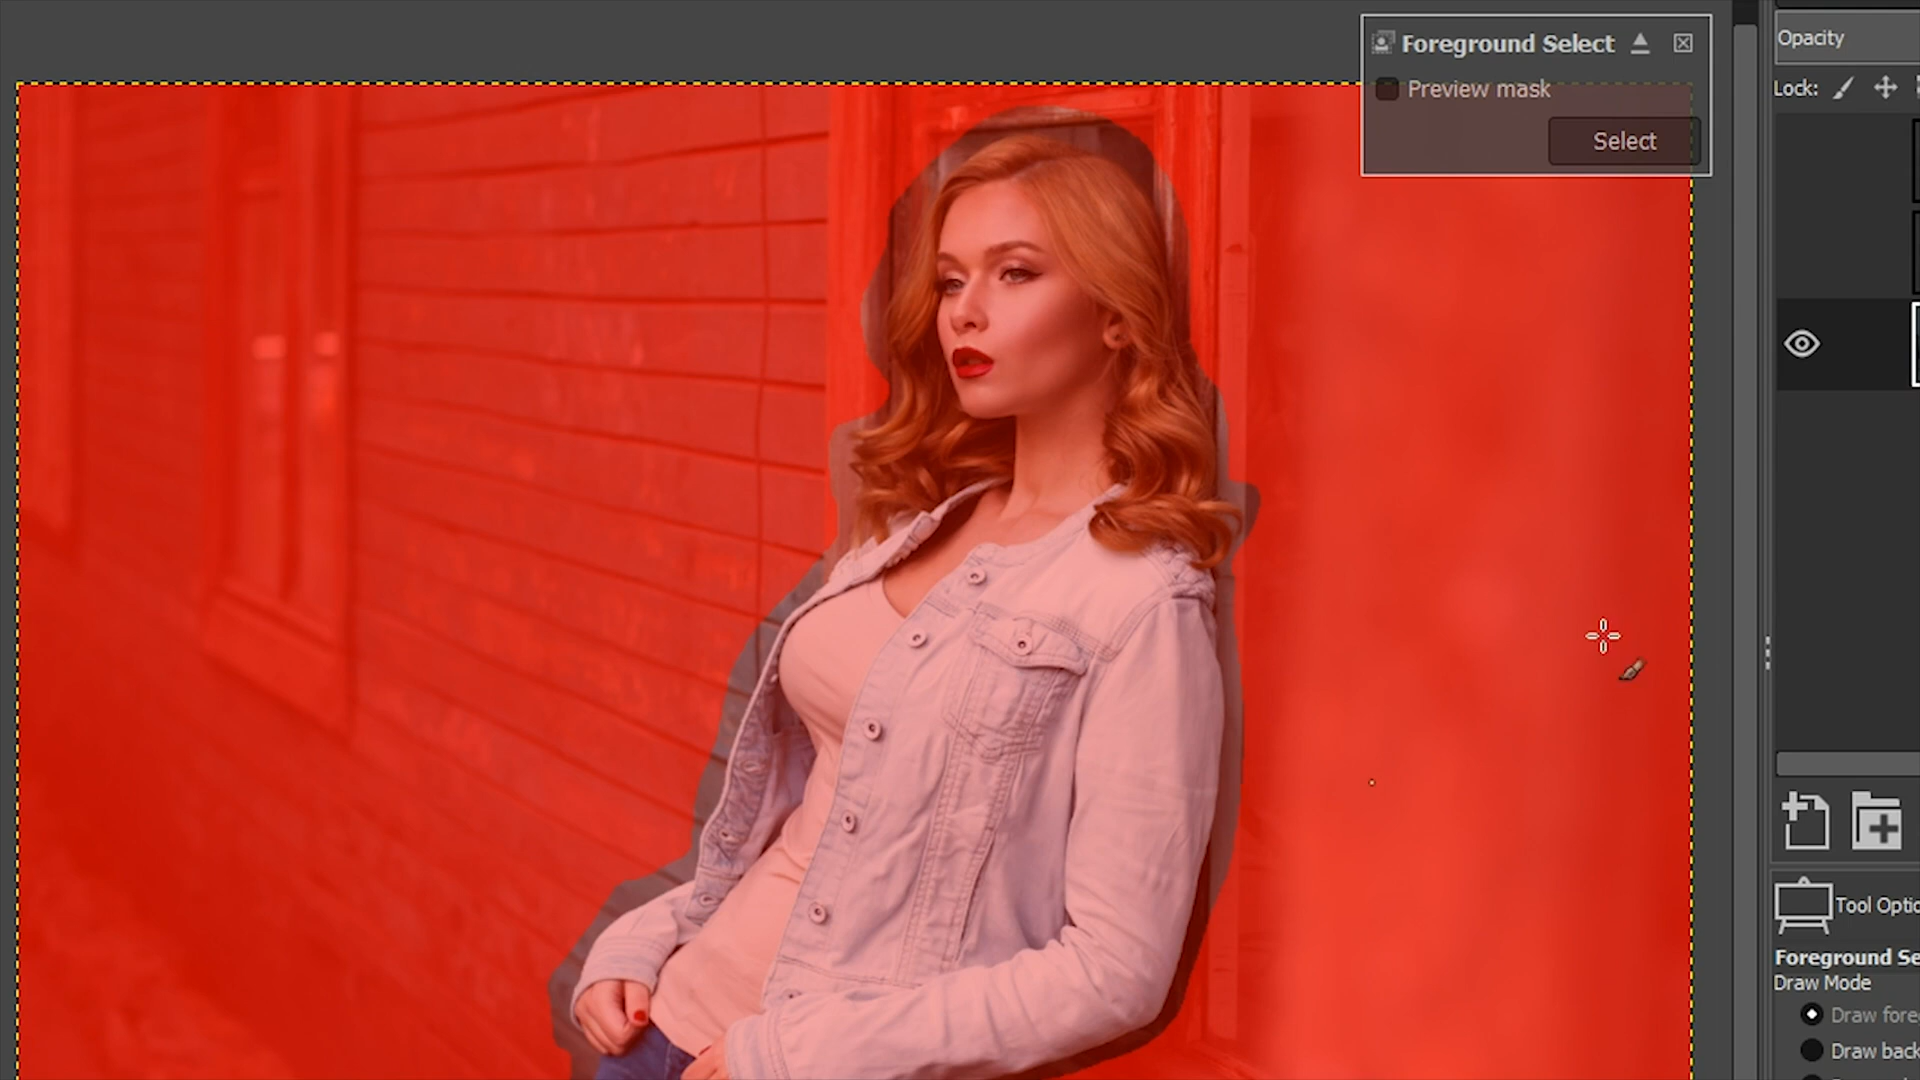 Foreground Select
Preview mask
Select
Opacity
Lock:
Tool Optio
Foreground Se
Draw Mode
Draw fore
Draw back